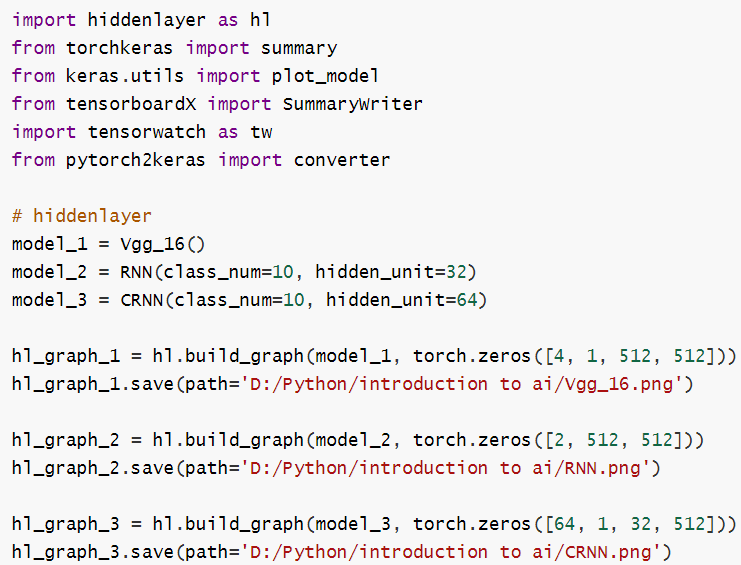 import hiddenlayer as hl
from torchkeras import summary
from keras.utils import plot_model
from tensorboardX import SummaryWriter
import tensorwatch as tw
from pytorch2keras import converter
# hiddenlayer
model_1 = Vgg_16()
model_2 = RNN(class_num=10, hidden_unit=32)
model_3 = CRNN(class_num=10, hidden_unit=64)
hl_graph_1 = hl.build_graph(model_1, torch.zeros([4, 1, 512, 512]))
hl_graph_1.save(path='D:/Python/introduction to ai/Vgg_16.png')
hl_graph_2 = hl.build_graph(model_2, torch.zeros([2, 512, 512]))
hl_graph_2.save(path='D:/Python/introduction to ai/RNN.png')
hl_graph_3 = hl.build_graph(model_3, torch.zeros([64, 1, 32, 512]))
hl_graph_3.save(path='D:/Python/introduction to ai/CRNN.png')